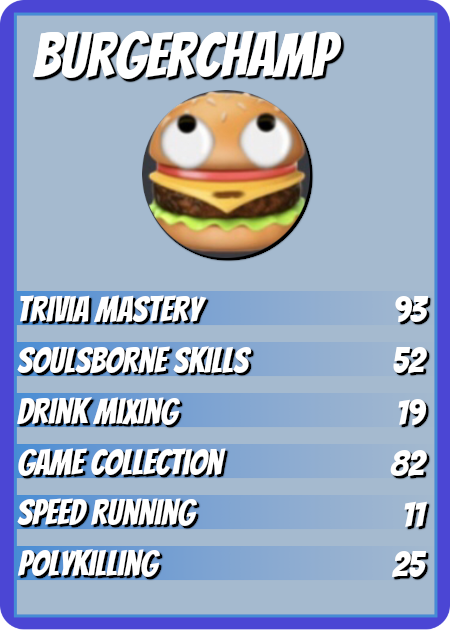 BURGERCHAMP
TRIVIA MASTERY 93
SOULSBORNE SKILLS 52
DRINK MIXING 19
GAME COLLECTION 82
SPEED RUNNING 11
POLYKILLING 25